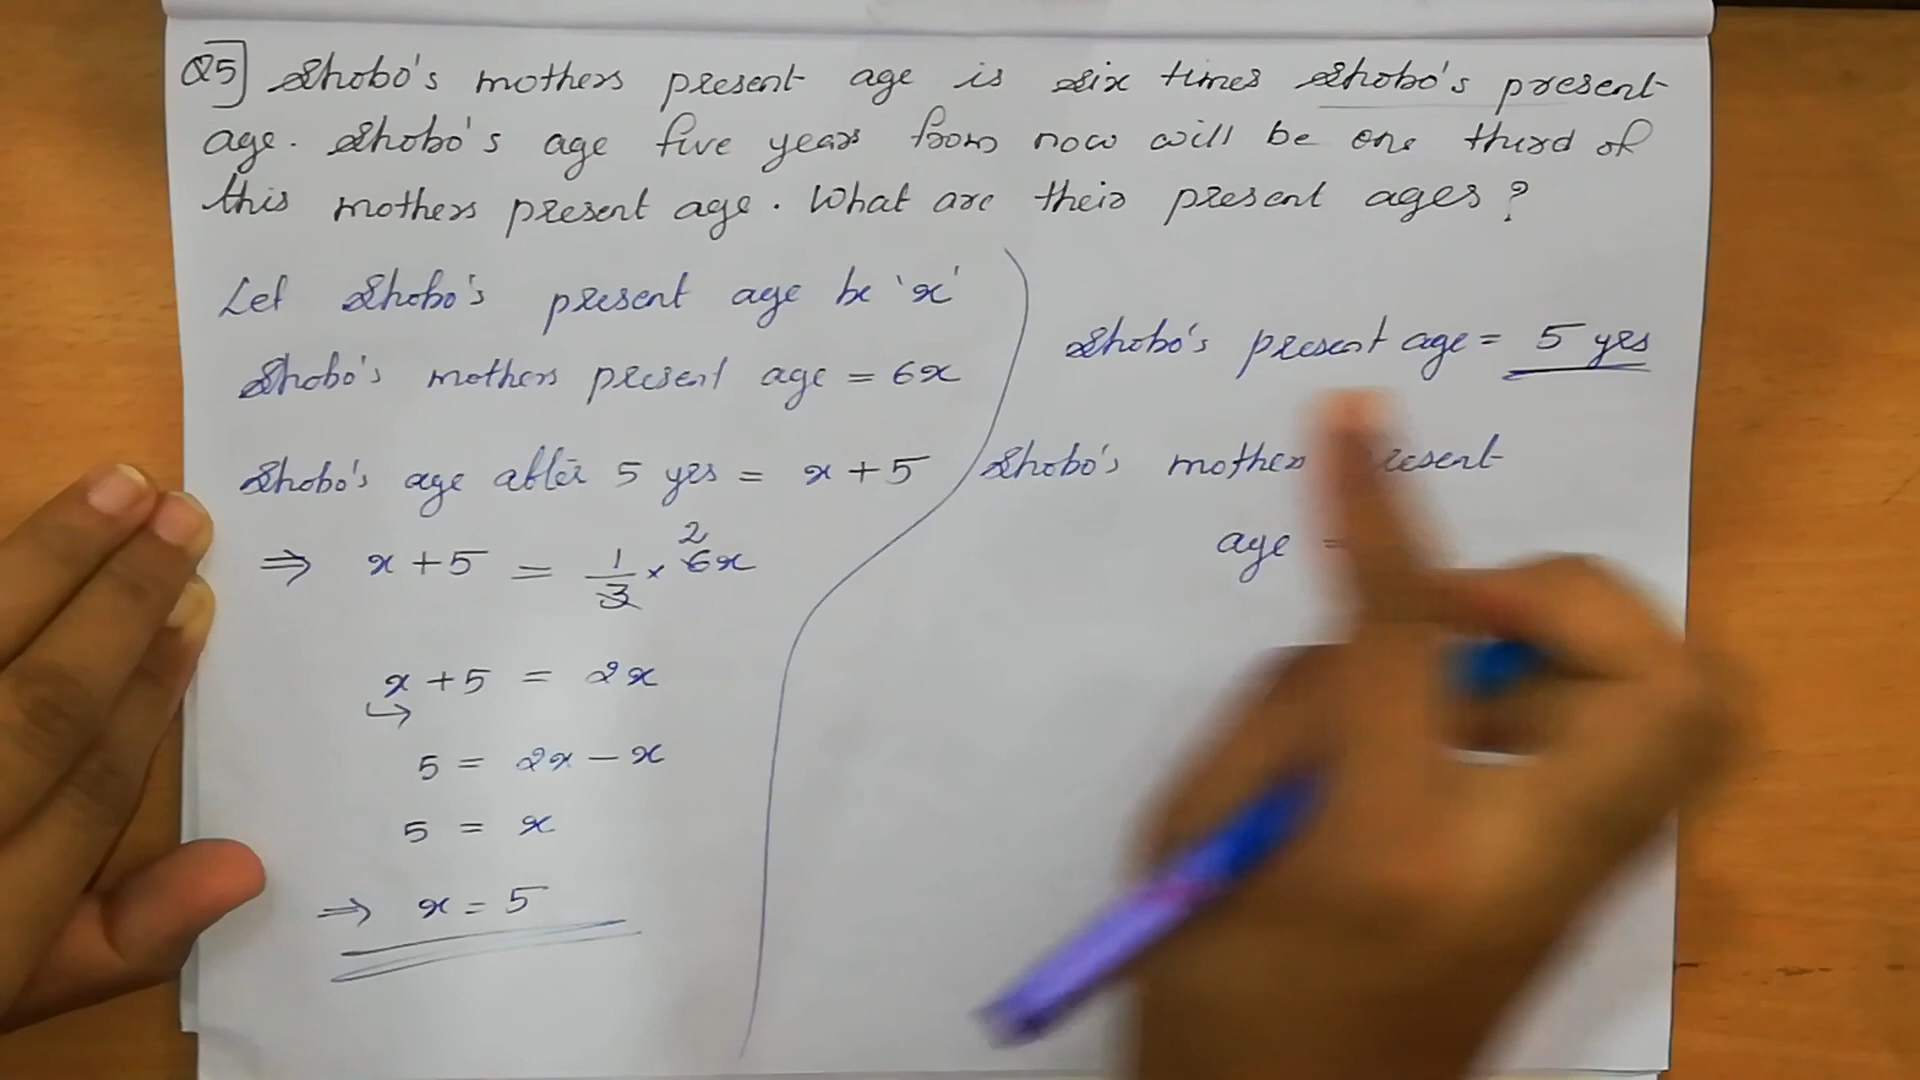 Q5] Shobo's mothers present age is six times Shobo's present
age. Shobo's age five years from now will be one third of
this mothers present age. What are their present ages?
Let Shobo's present age be 'x'
Shobo's mothers present age = 6x
Shobo's age after 5 yrs = x + 5
⇒ x + 5 = 1/3 × 6x 2
x + 5 = 2x
5 = 2x - x
5 = x
⇒ x = 5
Shobo's present age = 5 yrs
Shobo's mothers present
age =